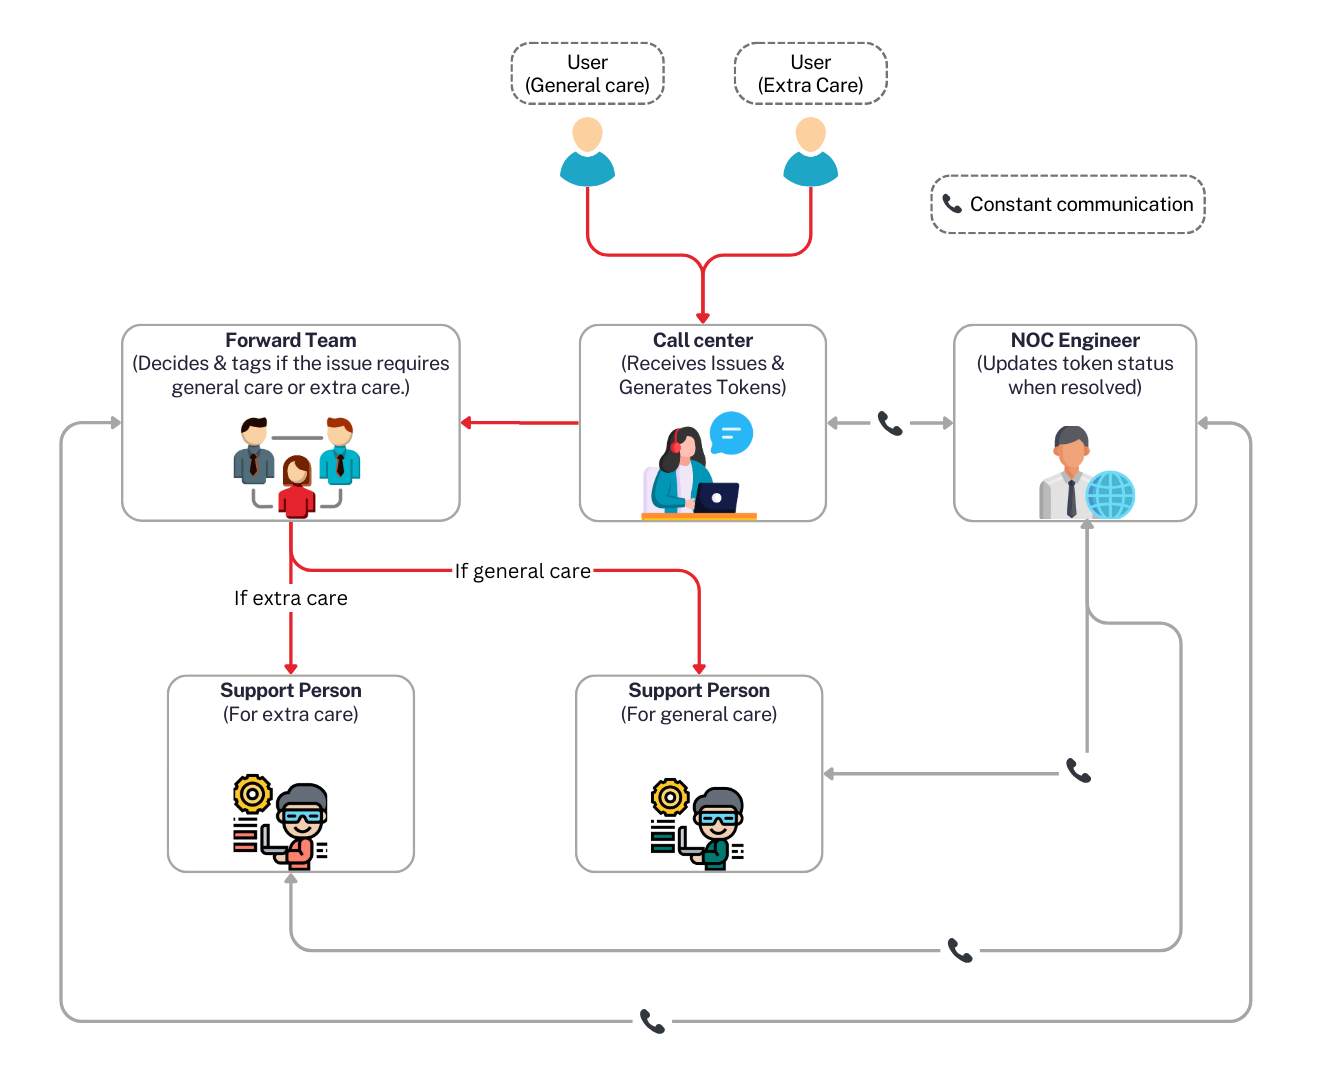 User
(General care)
User
(Extra Care)
Constant communication
Forward Team
(Decides & tags if the issue requires
general care or extra care.)
Call center
(Receives Issues &
Generates Tokens)
NOC Engineer
(Updates token status
when resolved)
If general care
If extra care
Support Person
(For extra care)
Support Person
(For general care)